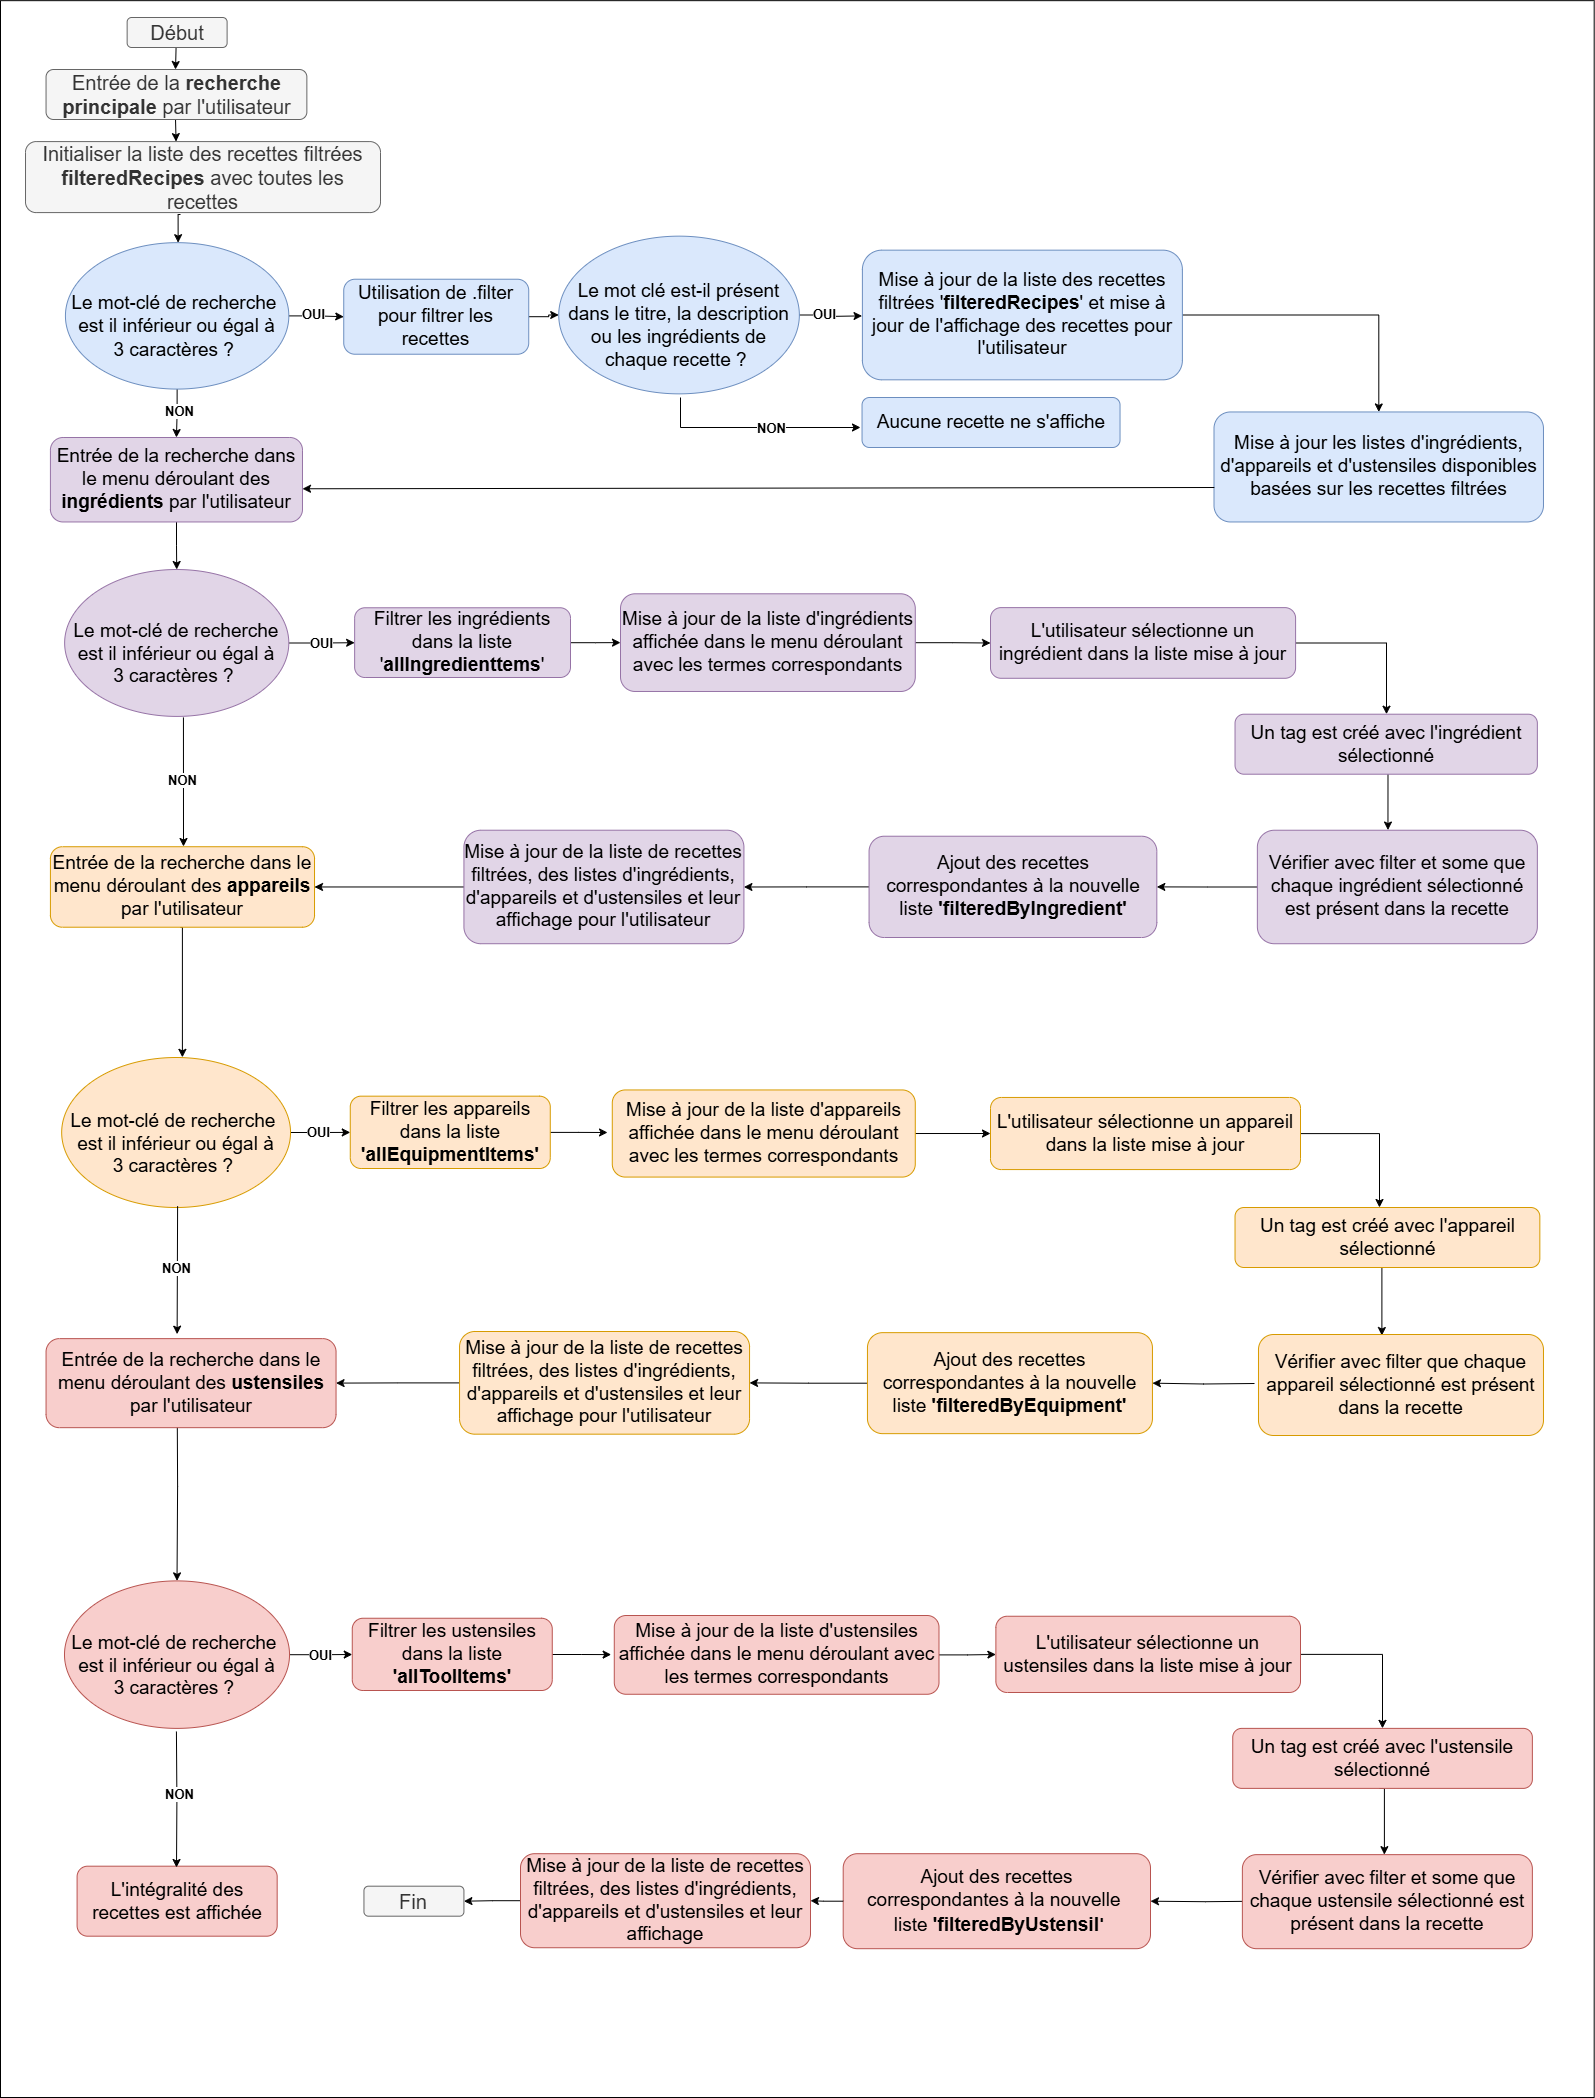 Début
Entrée de la recherche
principale par l'utilisateur
Initialiser la liste des recettes filtrées
filteredRecipes avec toutes les
recettes
Le mot-clé de recherche
est il inférieur ou égal à
3 caractères ?
OUI
Utilisation de .filter
pour filtrer les
recettes
Le mot clé est-il présent
dans le titre, la description
ou les ingrédients de
chaque recette ?
OUI
Mise à jour de la liste des recettes
filtrées 'filteredRecipes' et mise à
jour de l'affichage des recettes pour
l'utilisateur
NON
NON
Aucune recette ne s'affiche
Mise à jour les listes d'ingrédients,
d'appareils et d'ustensiles disponibles
basées sur les recettes filtrées
Entrée de la recherche dans
le menu déroulant des
ingrédients par l'utilisateur
Le mot-clé de recherche
est il inférieur ou égal à
3 caractères ?
OUI
Filtrer les ingrédients
dans la liste
'allIngredienttems'
Mise à jour de la liste d'ingrédients
affichée dans le menu déroulant
avec les termes correspondants
L'utilisateur sélectionne un
ingrédient dans la liste mise à jour
Un tag est créé avec l'ingrédient
sélectionné
NON
Entrée de la recherche dans le
menu déroulant des appareils
par l'utilisateur
Mise à jour de la liste de recettes
filtrées, des listes d'ingrédients,
d'appareils et d'ustensiles et leur
affichage pour l'utilisateur
Ajout des recettes
correspondantes à la nouvelle
liste 'filteredByIngredient'
Vérifier avec filter et some que
chaque ingrédient sélectionné
est présent dans la recette
Le mot-clé de recherche
est il inférieur ou égal à
3 caractères ?
OUI
Filtrer les appareils
dans la liste
'allEquipmentItems'
Mise à jour de la liste d'appareils
affichée dans le menu déroulant
avec les termes correspondants
L'utilisateur sélectionne un appareil
dans la liste mise à jour
Un tag est créé avec l'appareil
sélectionné
NON
Entrée de la recherche dans le
menu déroulant des ustensiles
par l'utilisateur
Mise à jour de la liste de recettes
filtrées, des listes d'ingrédients,
d'appareils et d'ustensiles et leur
affichage pour l'utilisateur
Ajout des recettes
correspondantes à la nouvelle
liste 'filteredByEquipment'
Vérifier avec filter que chaque
appareil sélectionné est présent
dans la recette
Le mot-clé de recherche
est il inférieur ou égal à
3 caractères ?
OUI
Filtrer les ustensiles
dans la liste
'allToolItems'
Mise à jour de la liste d'ustensiles
affichée dans le menu déroulant avec
les termes correspondants
L'utilisateur sélectionne un
ustensiles dans la liste mise à jour
Un tag est créé avec l'ustensile
sélectionné
NON
L'intégralité des
recettes est affichée
Fin
Mise à jour de la liste de recettes
filtrées, des listes d'ingrédients,
d'appareils et d'ustensiles et leur
affichage
Ajout des recettes
correspondantes à la nouvelle
liste 'filteredByUstensil'
Vérifier avec filter et some que
chaque ustensile sélectionné est
présent dans la recette